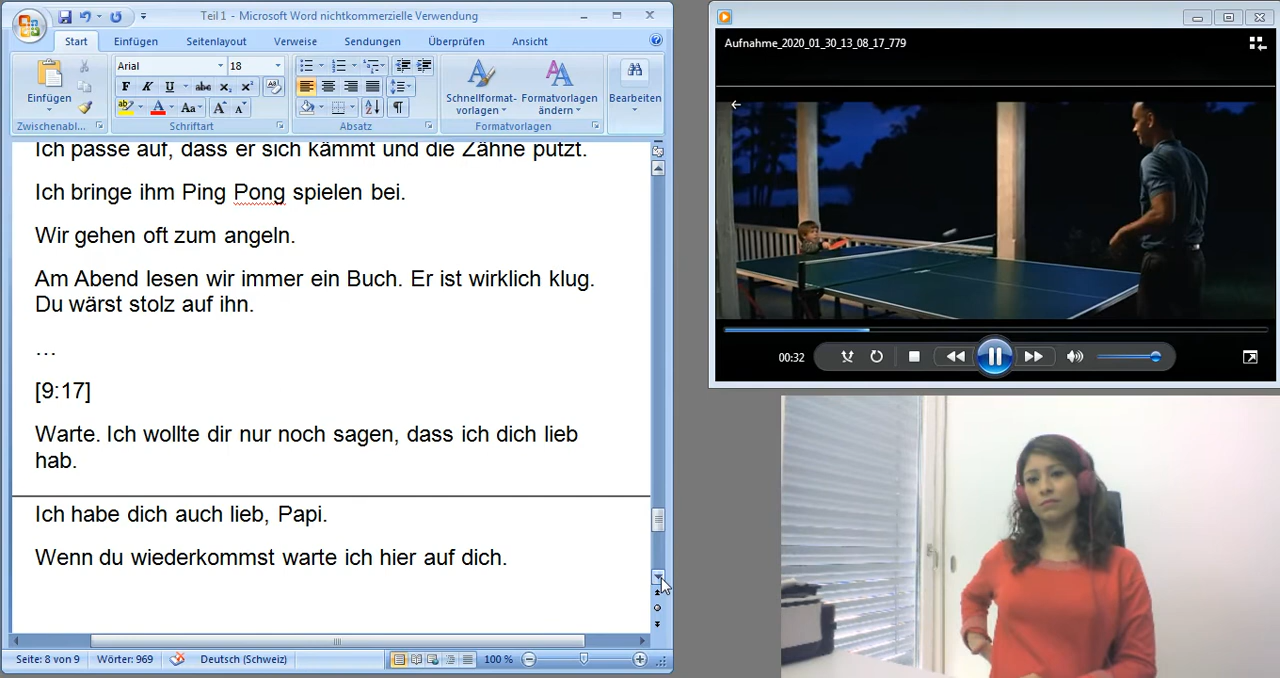 Teil 1 - Microsoft Word nichtkommerzielle Verwendung
Start Einfügen Seitenlayout Verweise Sendungen Überprüfen Ansicht
Einfügen
Arial 18
F K U abe x₂ x²
A Aa A A
Schnellformat-
vorlagen
Formatvorlagen
ändern
Bearbeiten
Zwischenabl... Schriftart Absatz Formatvorlagen
Ich passe auf, dass er sich kämmt und die Zähne putzt.
Ich bringe ihm Ping Pong spielen bei.
Wir gehen oft zum angeln.
Am Abend lesen wir immer ein Buch. Er ist wirklich klug.
Du wärst stolz auf ihn.
…
[9:17]
Warte. Ich wollte dir nur noch sagen, dass ich dich lieb
hab.
Ich habe dich auch lieb, Papi.
Wenn du wiederkommst warte ich hier auf dich.
Seite: 8 von 9 Wörter: 969 Deutsch (Schweiz) 100 %
Aufnahme_2020_01_30_13_08_17_779
00:32